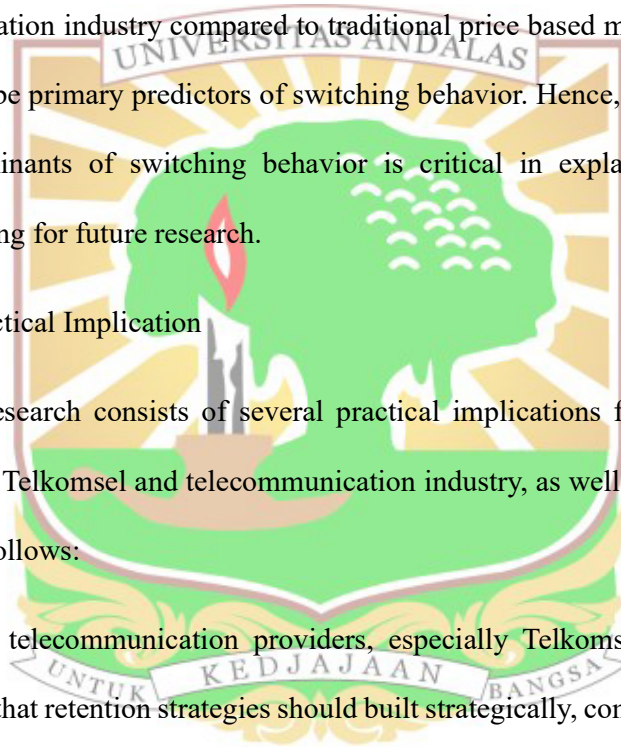 ation industry compared to traditional price based m
UNIVERSITAS ANDALAS
be primary predictors of switching behavior. Hence,
inants of switching behavior is critical in expla
ng for future research.
ctical Implication
esearch consists of several practical implications f
Telkomsel and telecommunication industry, as well
ollows:
telecommunication providers, especially Telkoms
UNTUK KEDJAJAAN BANGSA
that retention strategies should built strategically, con